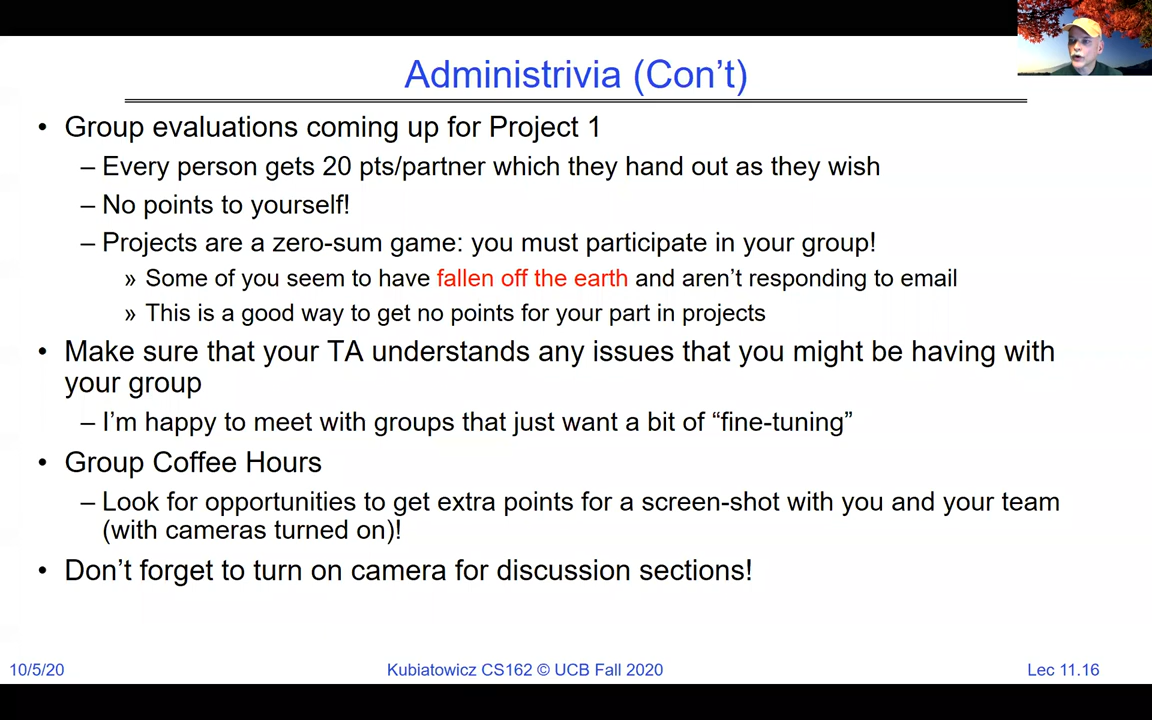 Administrivia (Con’t)
• Group evaluations coming up for Project 1
– Every person gets 20 pts/partner which they hand out as they wish
– No points to yourself!
– Projects are a zero-sum game: you must participate in your group!
» Some of you seem to have fallen off the earth and aren’t responding to email
» This is a good way to get no points for your part in projects
• Make sure that your TA understands any issues that you might be having with
your group
– I’m happy to meet with groups that just want a bit of “fine-tuning”
• Group Coffee Hours
– Look for opportunities to get extra points for a screen-shot with you and your team
(with cameras turned on)!
• Don’t forget to turn on camera for discussion sections!
10/5/20
Kubiatowicz CS162 © UCB Fall 2020
Lec 11.16